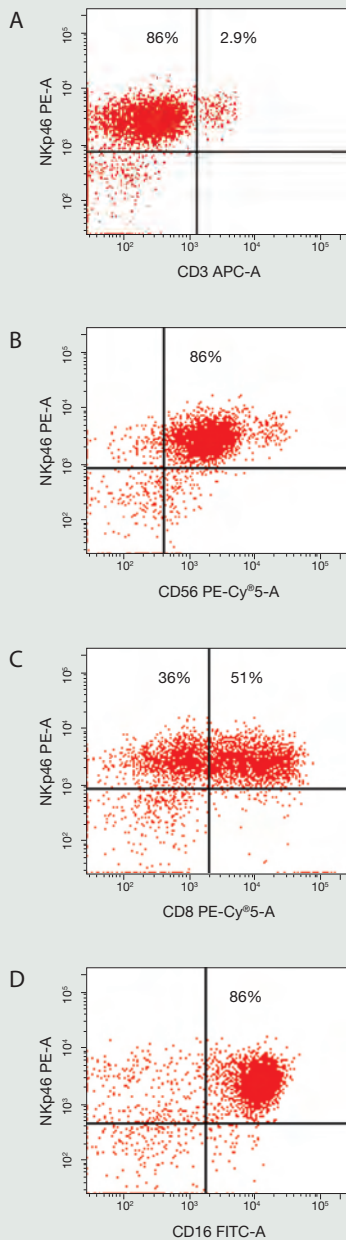 A
86% 2.9%
NKp46 PE-A
10⁵
10⁴
10³
10²
10² 10³ 10⁴ 10⁵
CD3 APC-A
B
86%
NKp46 PE-A
10⁵
10⁴
10³
10²
10² 10³ 10⁴ 10⁵
CD56 PE-Cy®5-A
C
36% 51%
NKp46 PE-A
10⁵
10⁴
10³
10²
10² 10³ 10⁴ 10⁵
CD8 PE-Cy®5-A
D
86%
NKp46 PE-A
10⁵
10⁴
10³
10²
10² 10³ 10⁴ 10⁵
CD16 FITC-A